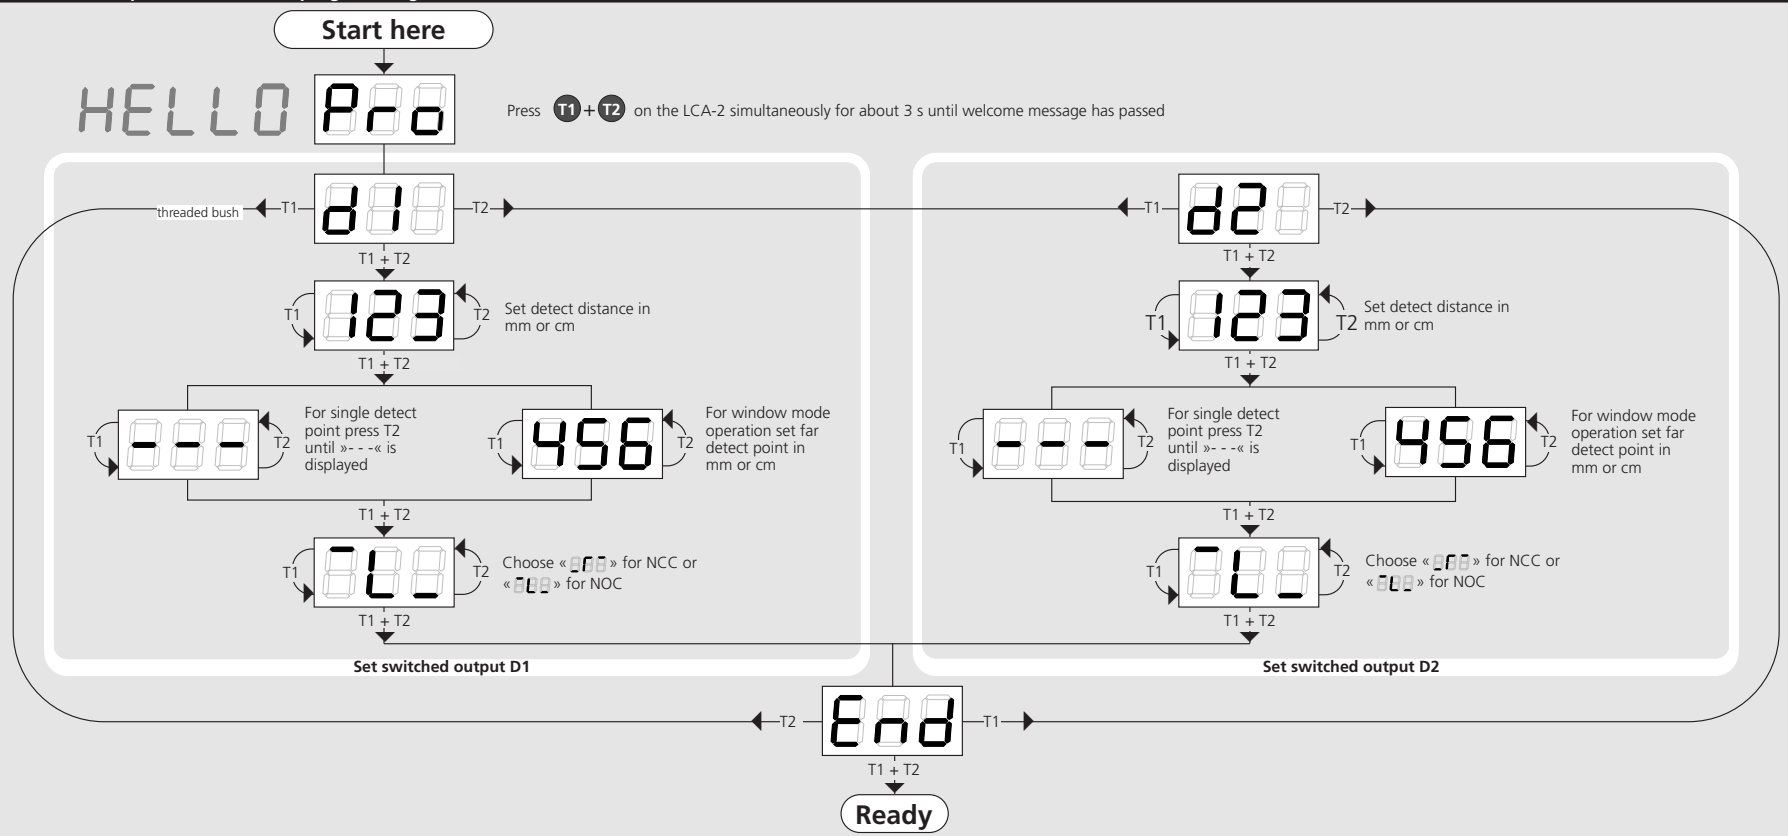 Start here
HELLO
Pro
Press T1 + T2 on the LCA-2 simultaneously for about 3 s until welcome message has passed
threaded bush
T1
d1
T2
T1
d2
T2
T1 + T2
T1 + T2
T1
123
T2
Set detect distance in
mm or cm
T1
123
T2
Set detect distance in
mm or cm
T1 + T2
T1 + T2
T1
---
T2
For single detect
point press T2
until »- - -« is
displayed
T1
456
T2
For window mode
operation set far
detect point in
mm or cm
T1
---
T2
For single detect
point press T2
until »- - -« is
displayed
T1
456
T2
For window mode
operation set far
detect point in
mm or cm
T1 + T2
T1 + T2
T1
T2
Choose « » for NCC or
« » for NOC
T1
T2
Choose « » for NCC or
« » for NOC
T1 + T2
T1 + T2
Set switched output D1
Set switched output D2
T2
End
T1
T1 + T2
Ready